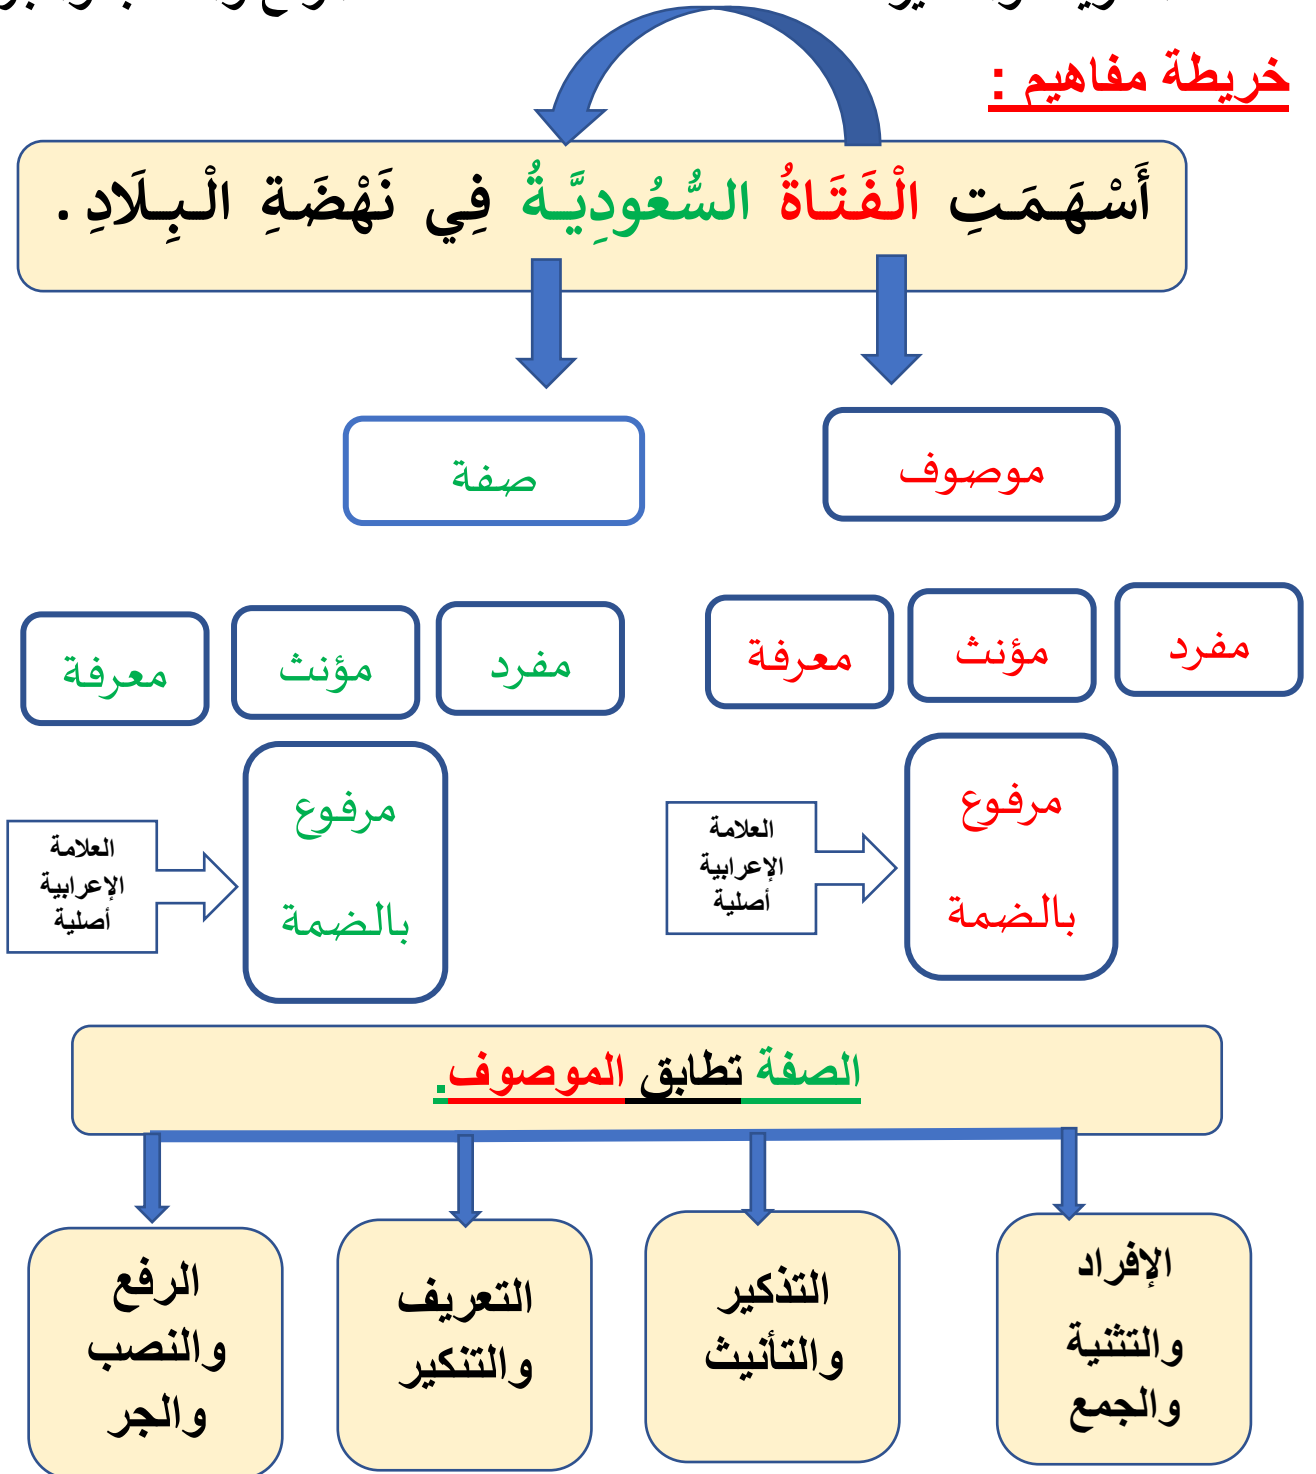 خريطة مفاهيم :
أَسْهَمَتِ الْفَتَاةُ السُّعُودِيَّةُ فِي نَهْضَةِ الْبِلَادِ .
موصوف
صفة
مفرد
مؤنث
معرفة
مفرد
مؤنث
معرفة
مرفوع
بالضمة
العلامة
الإعرابية
أصلية
مرفوع
بالضمة
العلامة
الإعرابية
أصلية
الصفة تطابق الموصوف.
الإفراد
والتثنية
والجمع
التذكير
والتأنيث
التعريف
والتنكير
الرفع
والنصب
والجر